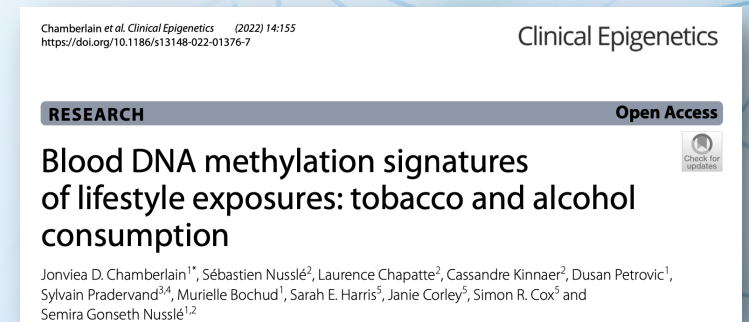 Chamberlain et al. Clinical Epigenetics (2022) 14:155
https://doi.org/10.1186/s13148-022-01376-7
Clinical Epigenetics
RESEARCH
Open Access
Check for
updates
Blood DNA methylation signatures
of lifestyle exposures: tobacco and alcohol
consumption
Jonviea D. Chamberlain1*, Sébastien Nusslé2, Laurence Chapatte2, Cassandre Kinnaer2, Dusan Petrovic1,
Sylvain Pradervand3,4, Murielle Bochud1, Sarah E. Harris5, Janie Corley5, Simon R. Cox5 and
Semira Gonseth Nusslé1,2